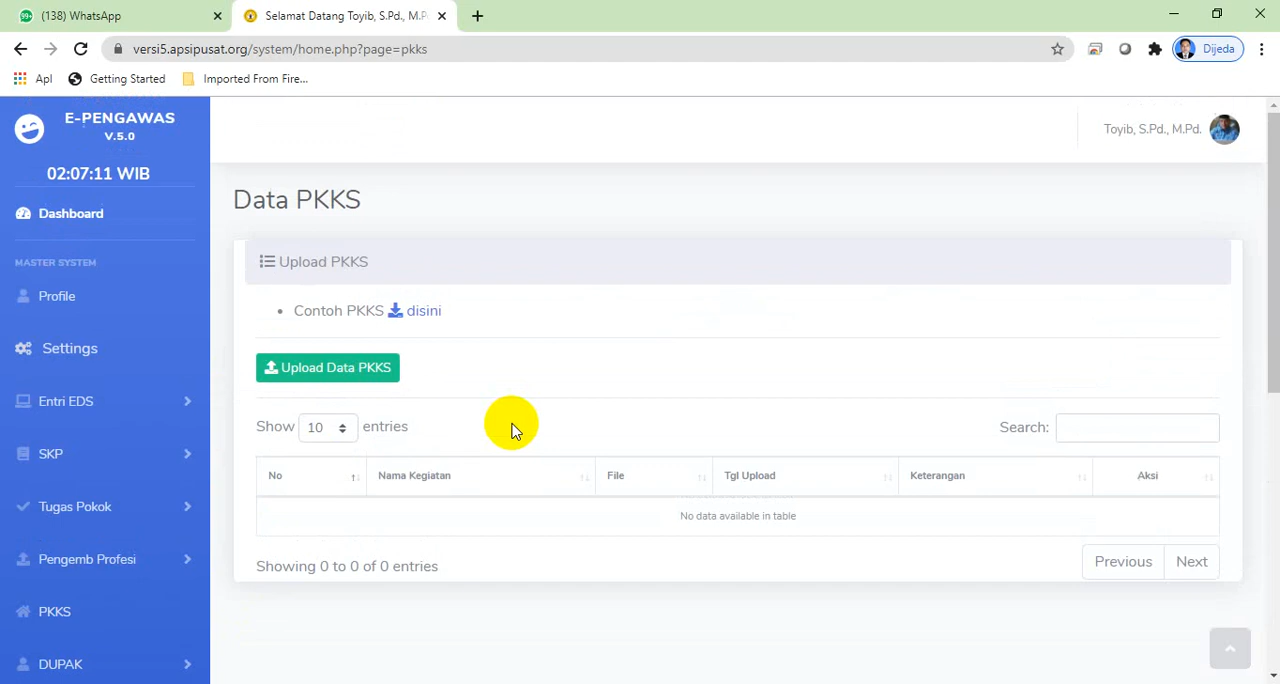 99+ (138) WhatsApp
Selamat Datang Toyib, S.Pd., M.P
versi5.apsipusat.org/system/home.php?page=pkks
Dijeda
Apl
Getting Started
Imported From Fire...
E-PENGAWAS
V.5.0
02:07:11 WIB
Dashboard
MASTER SYSTEM
Profile
Settings
Entri EDS
SKP
Tugas Pokok
Pengemb Profesi
PKKS
DUPAK
Toyib, S.Pd., M.Pd.
Data PKKS
Upload PKKS
• Contoh PKKS disini
Upload Data PKKS
Show 10 entries
Search:
No Nama Kegiatan File Tgl Upload Keterangan Aksi
No data available in table
Showing 0 to 0 of 0 entries
Previous Next